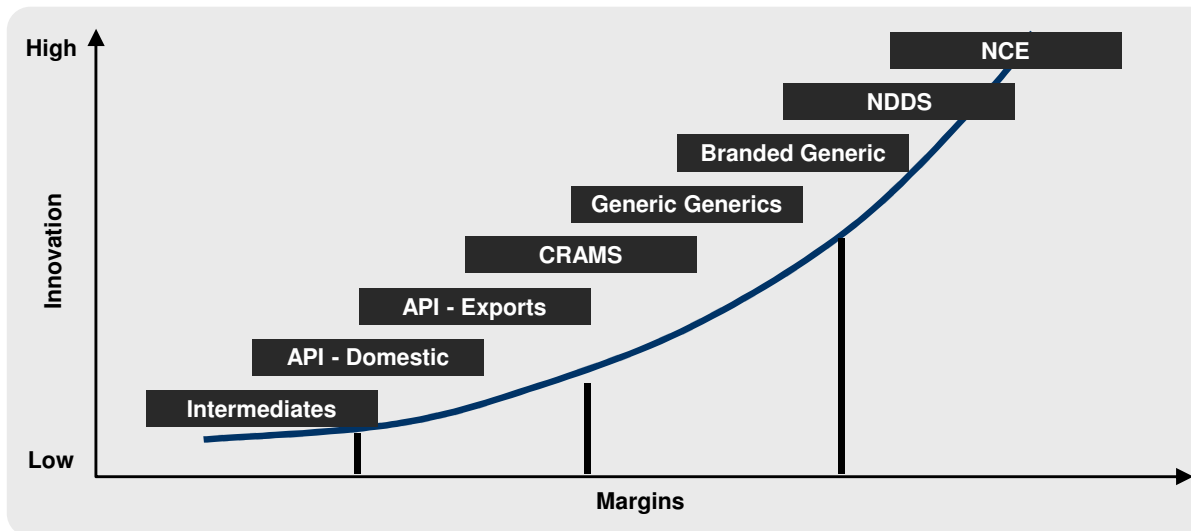 High
NCE
NDDS
Branded Generic
Generic Generics
CRAMS
API - Exports
API - Domestic
Intermediates
Innovation
Low
Margins